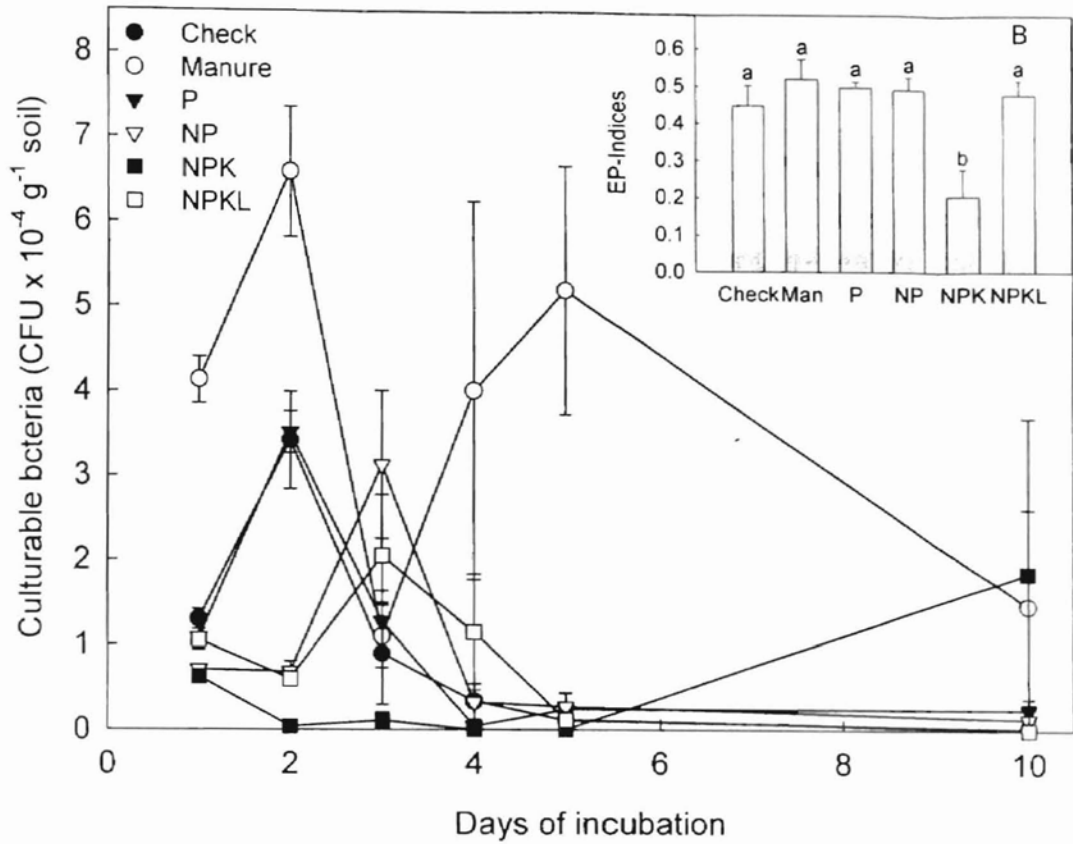 Check
Manure
P
NP
NPK
NPKL
8
7
6
5
4
3
2
1
0
Culturable bcteria (CFU x 10⁻⁴ g⁻¹ soil)
0 2 4 6 8 10
Days of incubation
B
0.6
0.5
0.4
0.3
0.2
0.1
0.0
EP-Indices
a a a a b a
Check Man P NP NPK NPKL